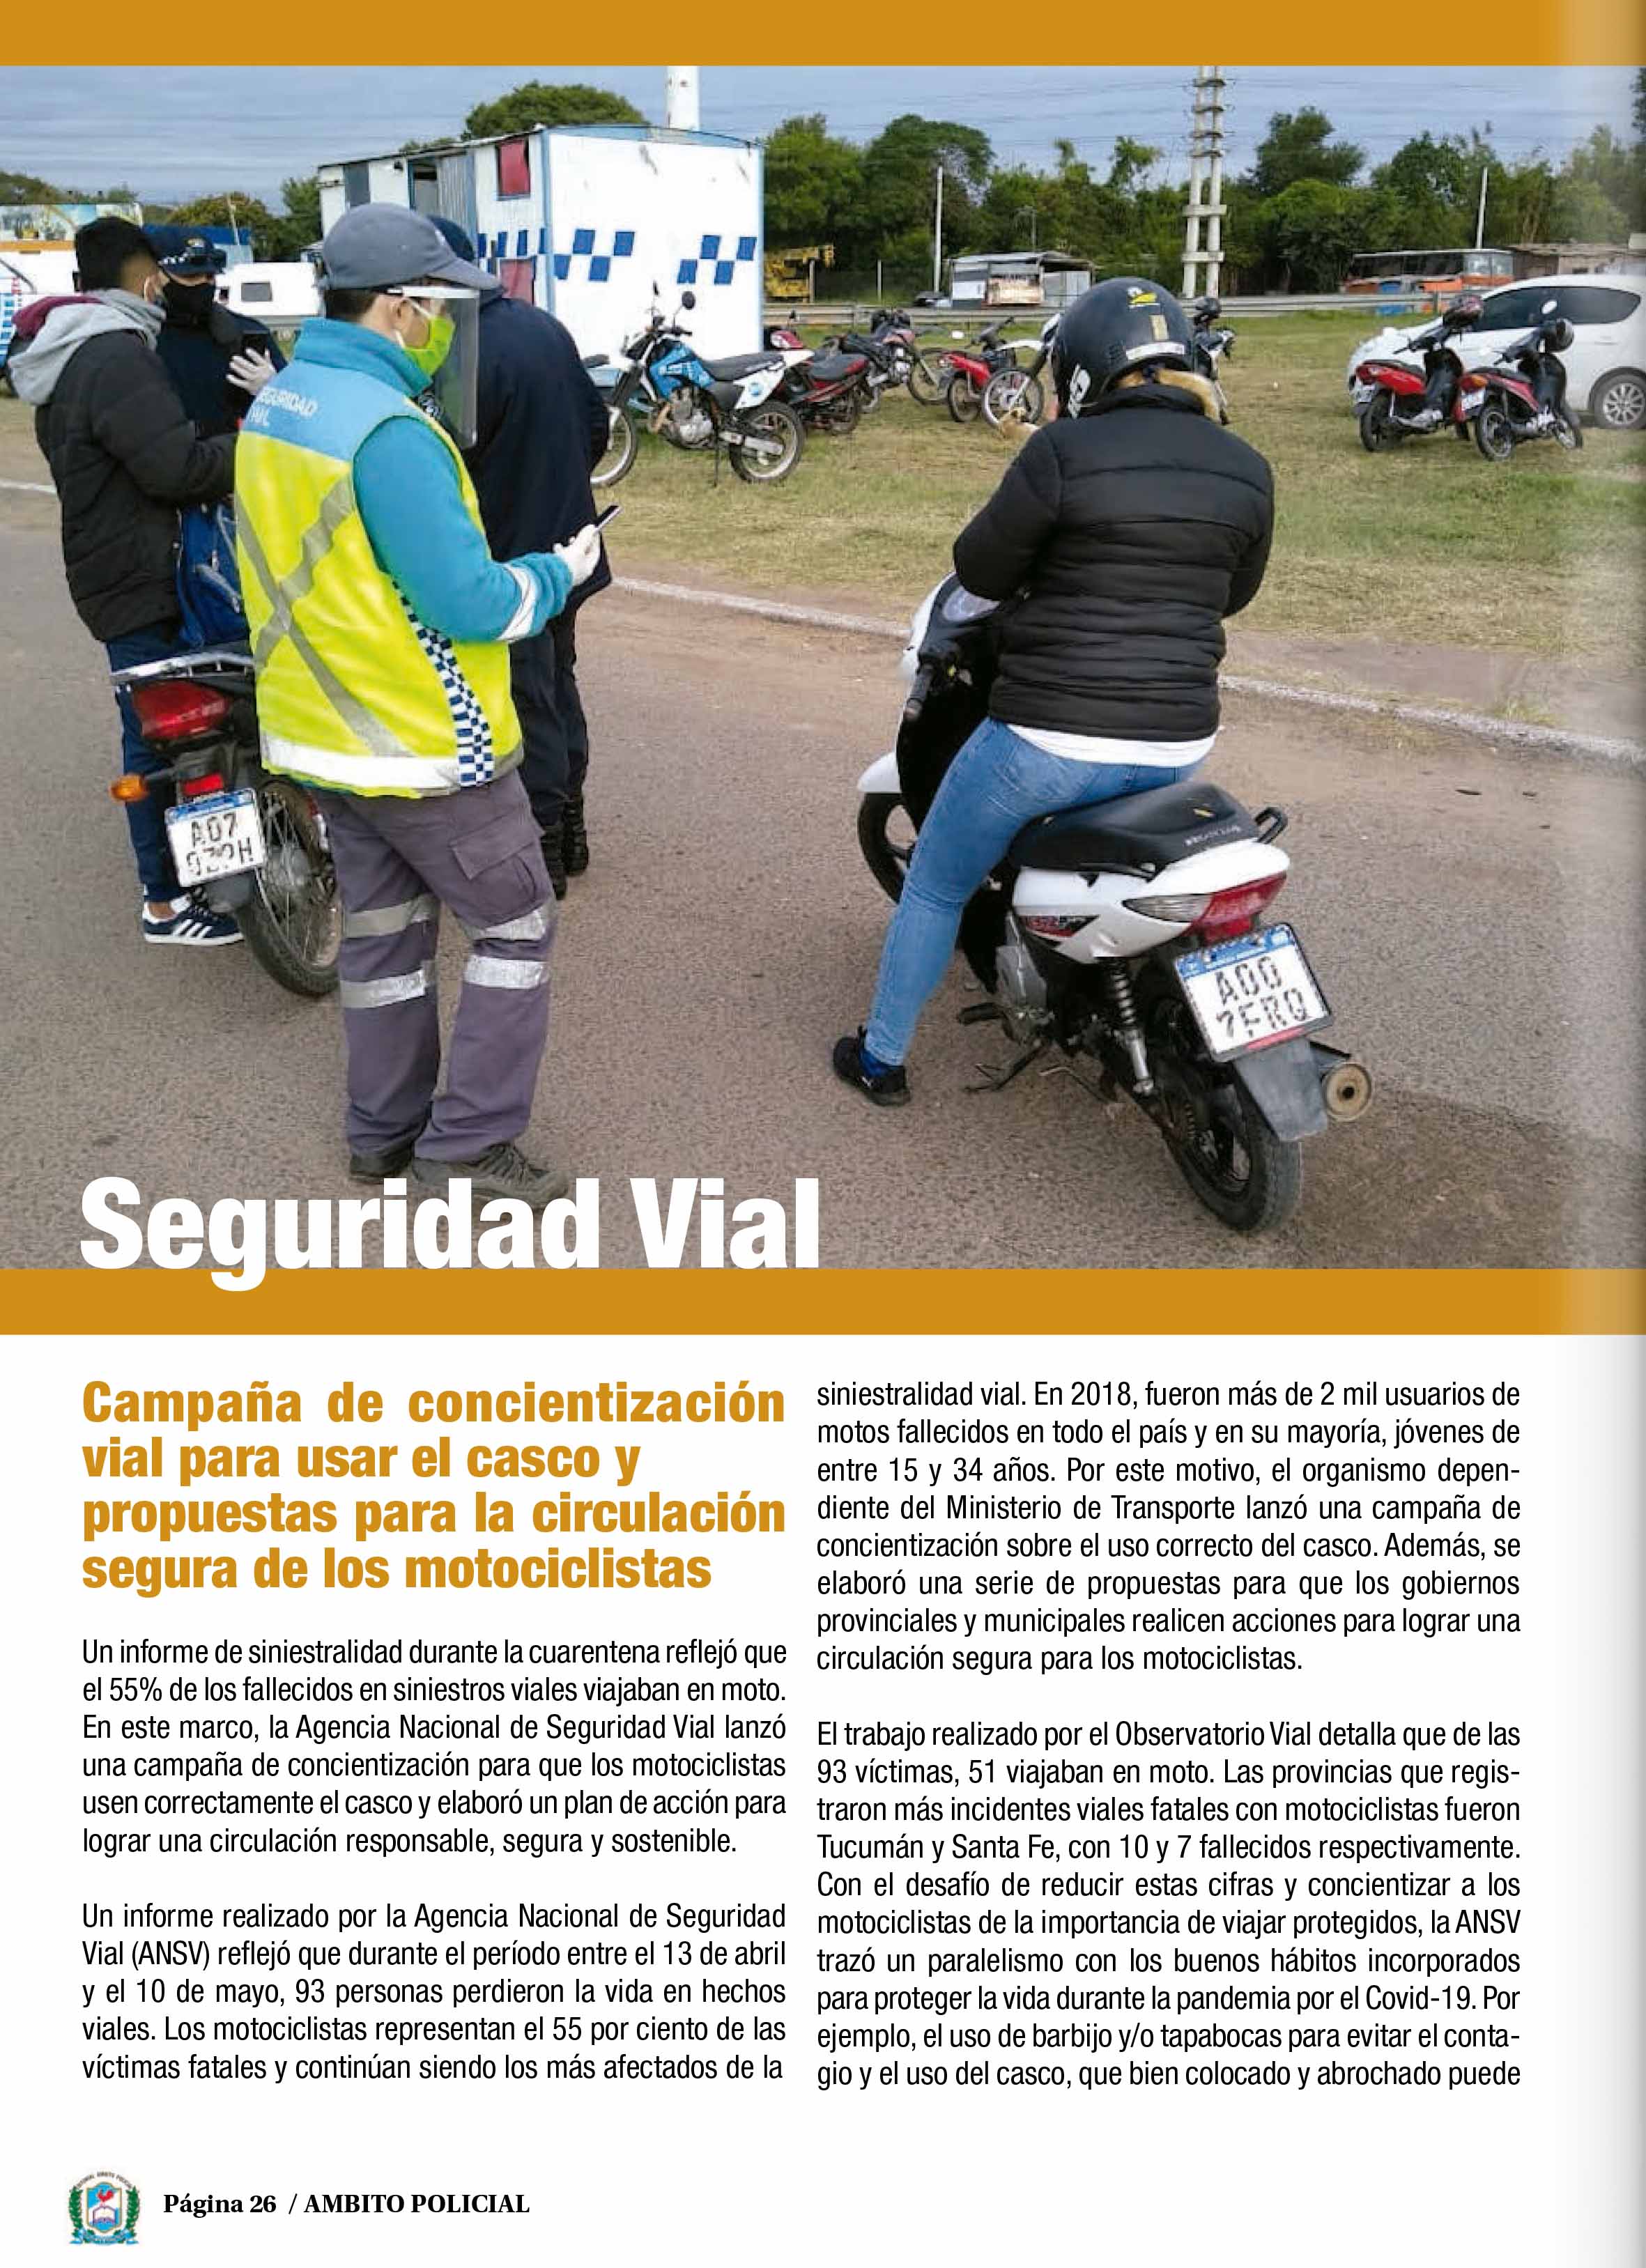 SEGURIDAD
A07
A00
7FRQ
Seguridad Vial
Campaña de concientización
vial para usar el casco y
propuestas para la circulación
segura de los motociclistas
Un informe de siniestralidad durante la cuarentena reflejó que
el 55% de los fallecidos en siniestros viales viajaban en moto.
En este marco, la Agencia Nacional de Seguridad Vial lanzó
una campaña de concientización para que los motociclistas
usen correctamente el casco y elaboró un plan de acción para
lograr una circulación responsable, segura y sostenible.
Un informe realizado por la Agencia Nacional de Seguridad
Vial (ANSV) reflejó que durante el período entre el 13 de abril
y el 10 de mayo, 93 personas perdieron la vida en hechos
viales. Los motociclistas representan el 55 por ciento de las
víctimas fatales y continúan siendo los más afectados de la
siniestralidad vial. En 2018, fueron más de 2 mil usuarios de
motos fallecidos en todo el país y en su mayoría, jóvenes de
entre 15 y 34 años. Por este motivo, el organismo depen-
diente del Ministerio de Transporte lanzó una campaña de
concientización sobre el uso correcto del casco. Además, se
elaboró una serie de propuestas para que los gobiernos
provinciales y municipales realicen acciones para lograr una
circulación segura para los motociclistas.
El trabajo realizado por el Observatorio Vial detalla que de las
93 víctimas, 51 viajaban en moto. Las provincias que regis-
traron más incidentes viales fatales con motociclistas fueron
Tucumán y Santa Fe, con 10 y 7 fallecidos respectivamente.
Con el desafío de reducir estas cifras y concientizar a los
motociclistas de la importancia de viajar protegidos, la ANSV
trazó un paralelismo con los buenos hábitos incorporados
para proteger la vida durante la pandemia por el Covid-19. Por
ejemplo, el uso de barbijo y/o tapabocas para evitar el conta-
gio y el uso del casco, que bien colocado y abrochado puede
Página 26 / AMBITO POLICIAL